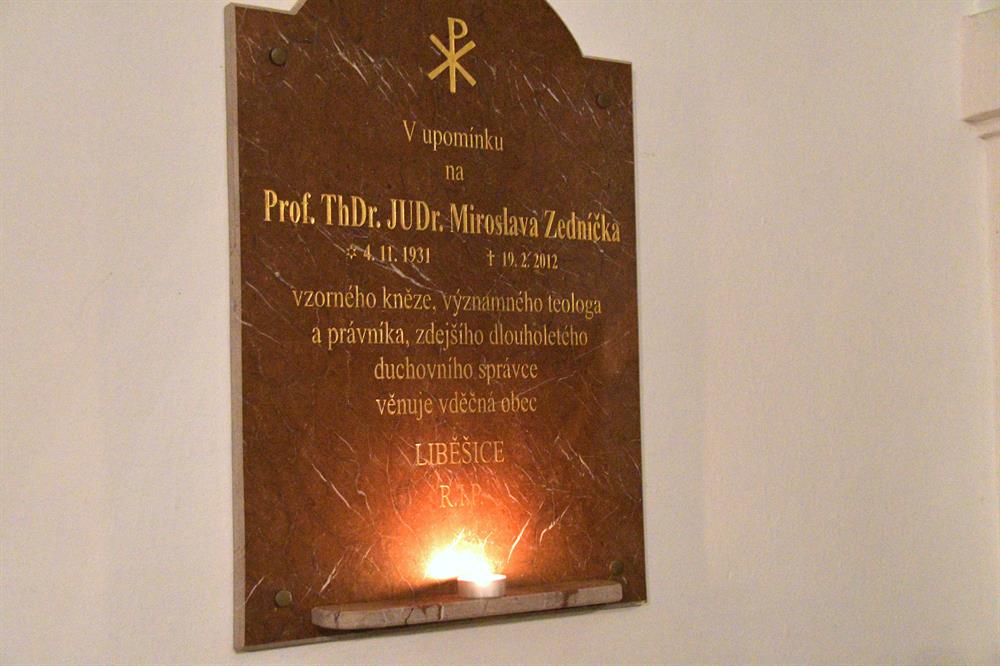 V upomínku
na
Prof. ThDr. JUDr. Miroslava Zedníčka
* 4. 11. 1931 † 19. 2. 2012
vzorného kněze, významného teologa
a právníka, zdejšího dlouholetého
duchovního správce
věnuje vděčná obec
LIBĚŠICE
R.I.P.